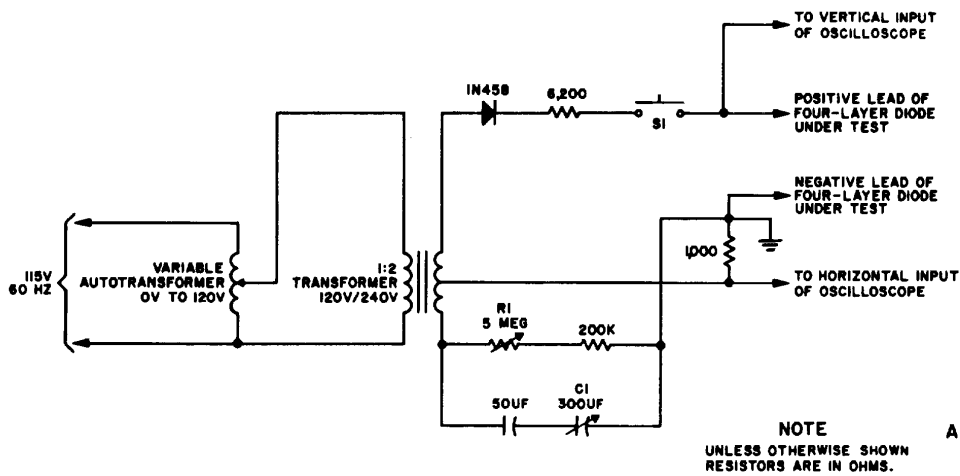 TO VERTICAL INPUT
OF OSCILLOSCOPE
IN458
6,200
S1
POSITIVE LEAD OF
FOUR-LAYER DIODE
UNDER TEST
NEGATIVE LEAD OF
FOUR-LAYER DIODE
UNDER TEST
1,000
115V
60 HZ
VARIABLE
AUTOTRANSFORMER
0V TO 120V
1:2
TRANSFORMER
120V/240V
TO HORIZONTAL INPUT
OF OSCILLOSCOPE
R1
5 MEG
200K
50UF
C1
300UF
NOTE
UNLESS OTHERWISE SHOWN
RESISTORS ARE IN OHMS.
A